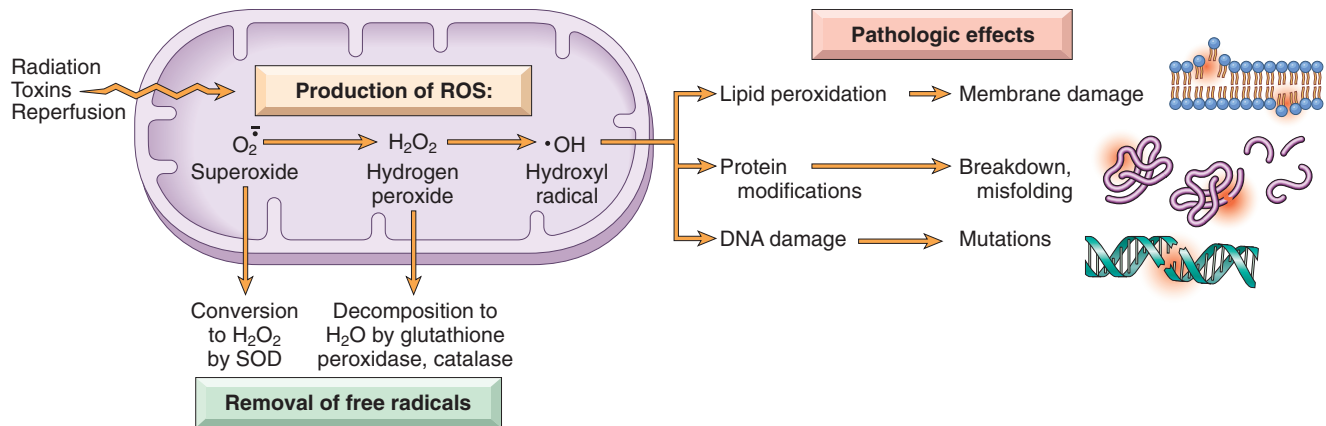 Radiation
Toxins
Reperfusion
Production of ROS:
O₂•̄
Superoxide
H₂O₂
Hydrogen
peroxide
•OH
Hydroxyl
radical
Conversion
to H₂O₂
by SOD
Decomposition to
H₂O by glutathione
peroxidase, catalase
Removal of free radicals
Pathologic effects
Lipid peroxidation
Membrane damage
Protein
modifications
Breakdown,
misfolding
DNA damage
Mutations